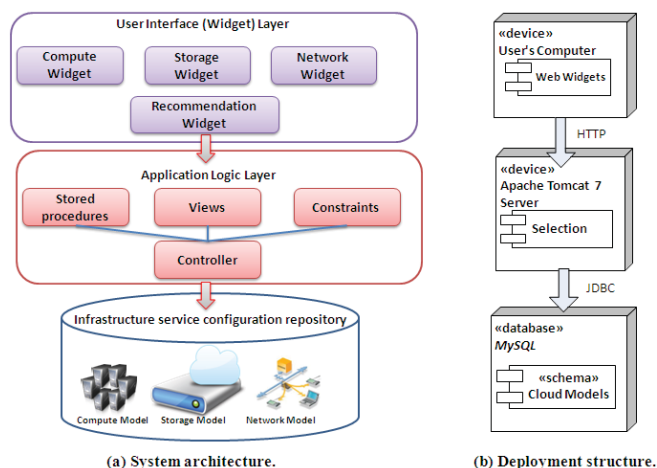 User Interface (Widget) Layer
Compute
Widget
Storage
Widget
Network
Widget
Recommendation
Widget
Application Logic Layer
Stored
procedures
Views
Constraints
Controller
Infrastructure service configuration repository
Compute Model
Storage Model
Network Model
(a) System architecture.
«device»
User's Computer
Web Widgets
HTTP
«device»
Apache Tomcat 7
Server
Selection
JDBC
«database»
MySQL
«schema»
Cloud Models
(b) Deployment structure.